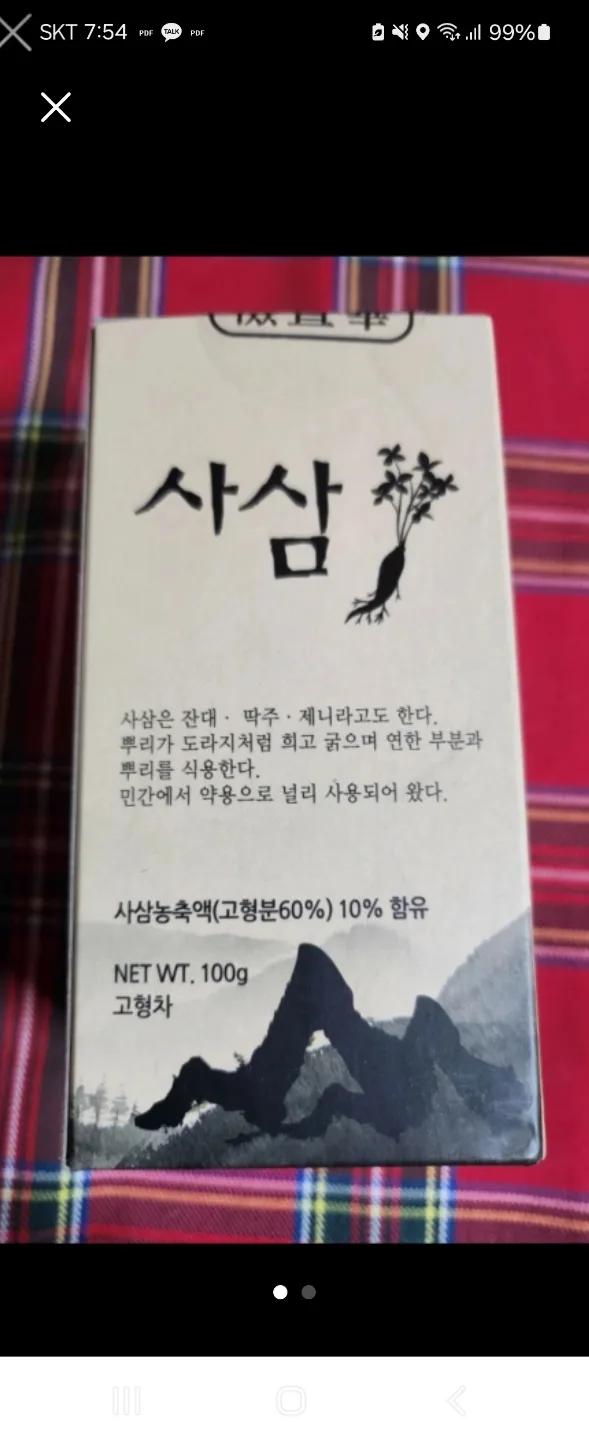 SKT 7:54 PDF TALK PDF
99%
사삼
사삼은 잔대 · 딱주 · 제니라고도 한다.
뿌리가 도라지처럼 희고 굵으며 연한 부분과
뿌리를 식용한다.
민간에서 약용으로 널리 사용되어 왔다.
사삼농축액(고형분60%) 10% 함유
NET WT. 100g
고형차